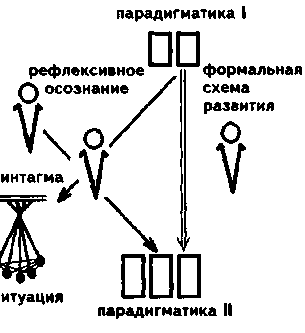 парадигматика I
рефлексивное
осознание
формальная
схема
развития
интагма
итуация
парадигматика II